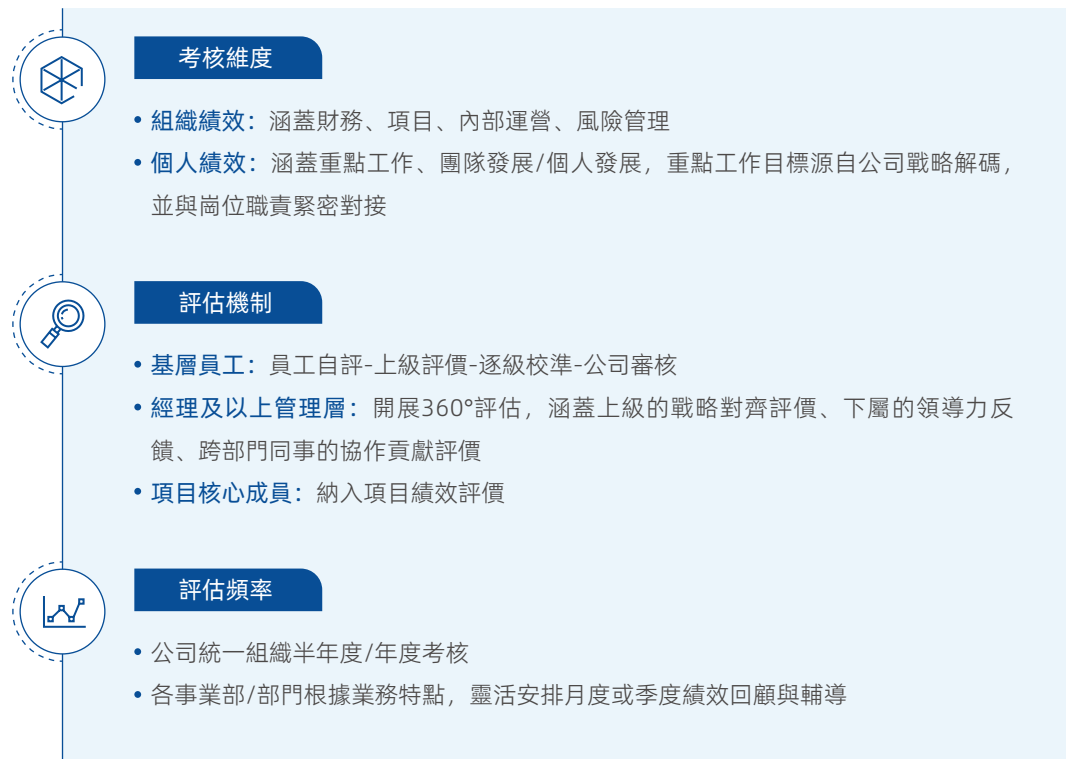 考核維度
• 組織績效：涵蓋財務、項目、內部運營、風險管理
• 個人績效：涵蓋重點工作、團隊發展/個人發展，重點工作目標源自公司戰略解碼，
並與崗位職責緊密對接
評估機制
• 基層員工：員工自評-上級評價-逐級校準-公司審核
• 經理及以上管理層：開展360°評估，涵蓋上級的戰略對齊評價、下屬的領導力反
饋、跨部門同事的協作貢獻評價
• 項目核心成員：納入項目績效評價
評估頻率
• 公司統一組織半年度/年度考核
• 各事業部/部門根據業務特點，靈活安排月度或季度績效回顧與輔導